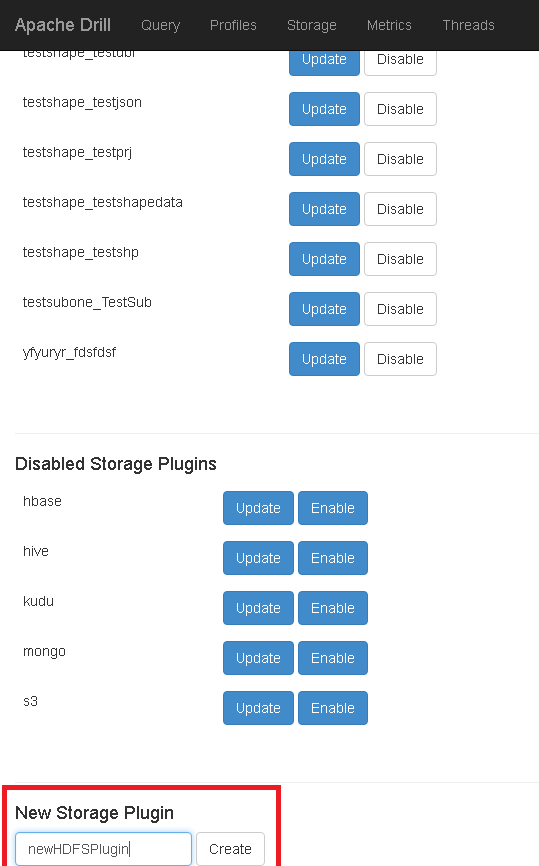 Apache Drill Query Profiles Storage Metrics Threads
testshape_testdbf Update Disable
testshape_testjson Update Disable
testshape_testprj Update Disable
testshape_testshapedata Update Disable
testshape_testshp Update Disable
testsubone_TestSub Update Disable
yfyuryr_fdsfdsf Update Disable
Disabled Storage Plugins
hbase Update Enable
hive Update Enable
kudu Update Enable
mongo Update Enable
s3 Update Enable
New Storage Plugin
newHDFSPlugin Create